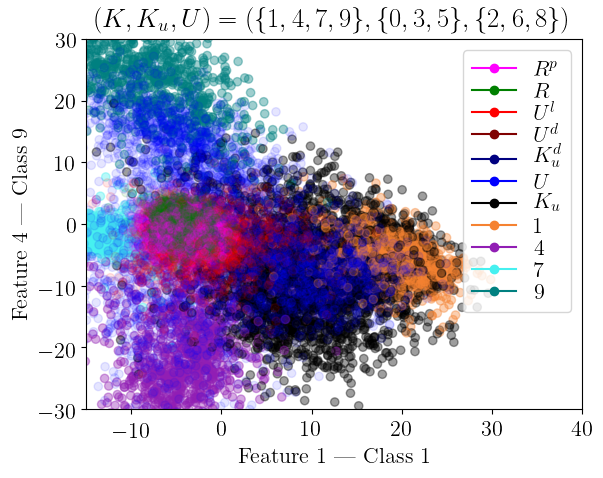 (K, K_u, U) = ({1, 4, 7, 9}, {0, 3, 5}, {2, 6, 8})
30
20
10
0
−10
−20
−30
Feature 4 — Class 9
R^p
R
U^l
U^d
K_u^d
U
K_u
1
4
7
9
−10
0
10
20
30
40
Feature 1 — Class 1